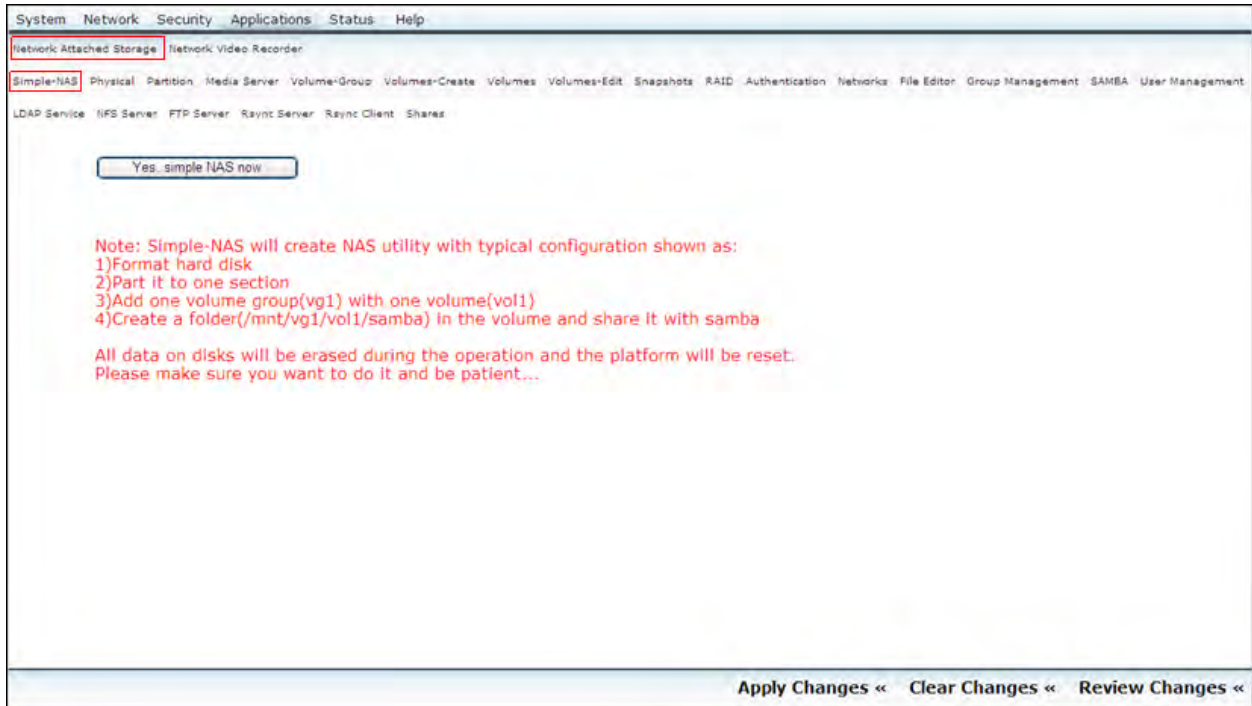 System Network Security Applications Status Help
Network Attached Storage Network Video Recorder
Simple-NAS Physical Partition Media Server Volume-Group Volumes-Create Volumes Volumes-Edit Snapshots RAID Authentication Networks File Editor Group Management SAMBA User Management
LDAP Service NFS Server FTP Server Rsync Server Rsync Client Shares
Yes. simple NAS now
Note: Simple-NAS will create NAS utility with typical configuration shown as:
1)Format hard disk
2)Part it to one section
3)Add one volume group(vg1) with one volume(vol1)
4)Create a folder(/mnt/vg1/vol1/samba) in the volume and share it with samba
All data on disks will be erased during the operation and the platform will be reset.
Please make sure you want to do it and be patient...
Apply Changes « Clear Changes « Review Changes «